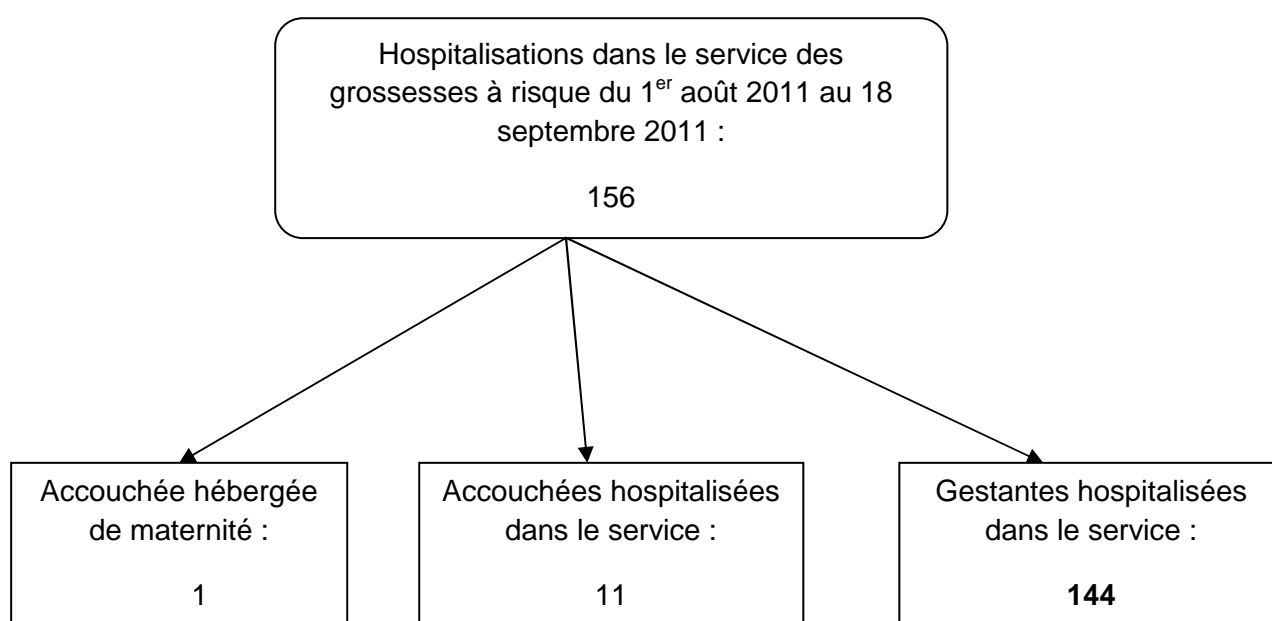 Hospitalisations dans le service des
grossesses à risque du 1er août 2011 au 18
septembre 2011 :
156
Accouchée hébergée
de maternité :
1
Accouchées hospitalisées
dans le service :
11
Gestantes hospitalisées
dans le service :
144